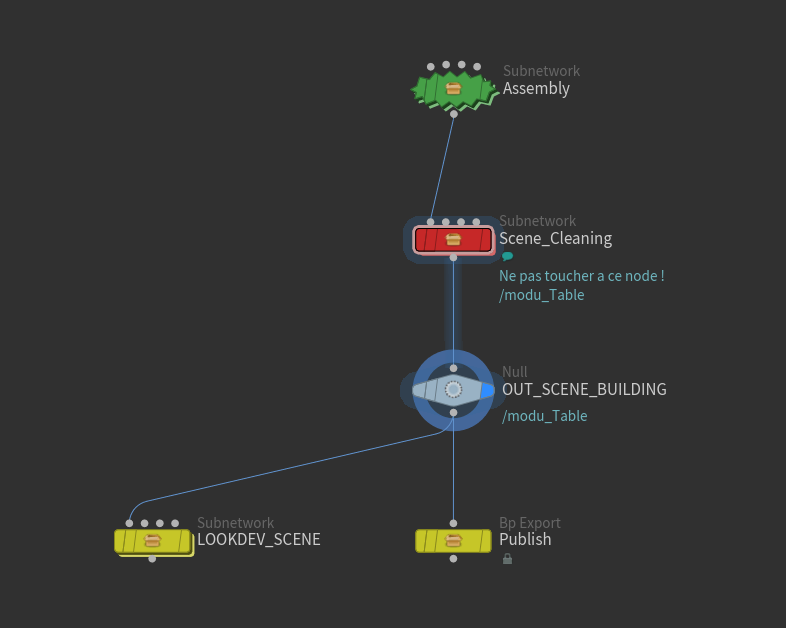 Subnetwork
Assembly
Subnetwork
Scene_Cleaning
Ne pas toucher a ce node !
/modu_Table
Null
OUT_SCENE_BUILDING
/modu_Table
Subnetwork
LOOKDEV_SCENE
Bp Export
Publish